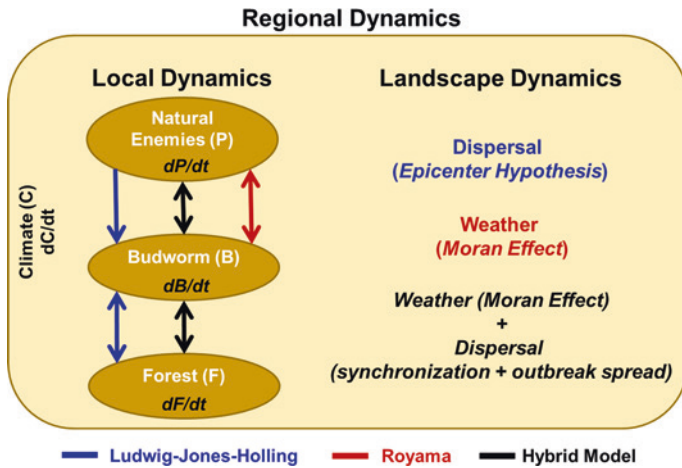 Regional Dynamics
Local Dynamics
Landscape Dynamics
Climate (C)
dC/dt
Natural
Enemies (P)
dP/dt
Budworm (B)
dB/dt
Forest (F)
dF/dt
Dispersal
(Epicenter Hypothesis)
Weather
(Moran Effect)
Weather (Moran Effect)
+
Dispersal
(synchronization + outbreak spread)
Ludwig-Jones-Holling
Royama
Hybrid Model